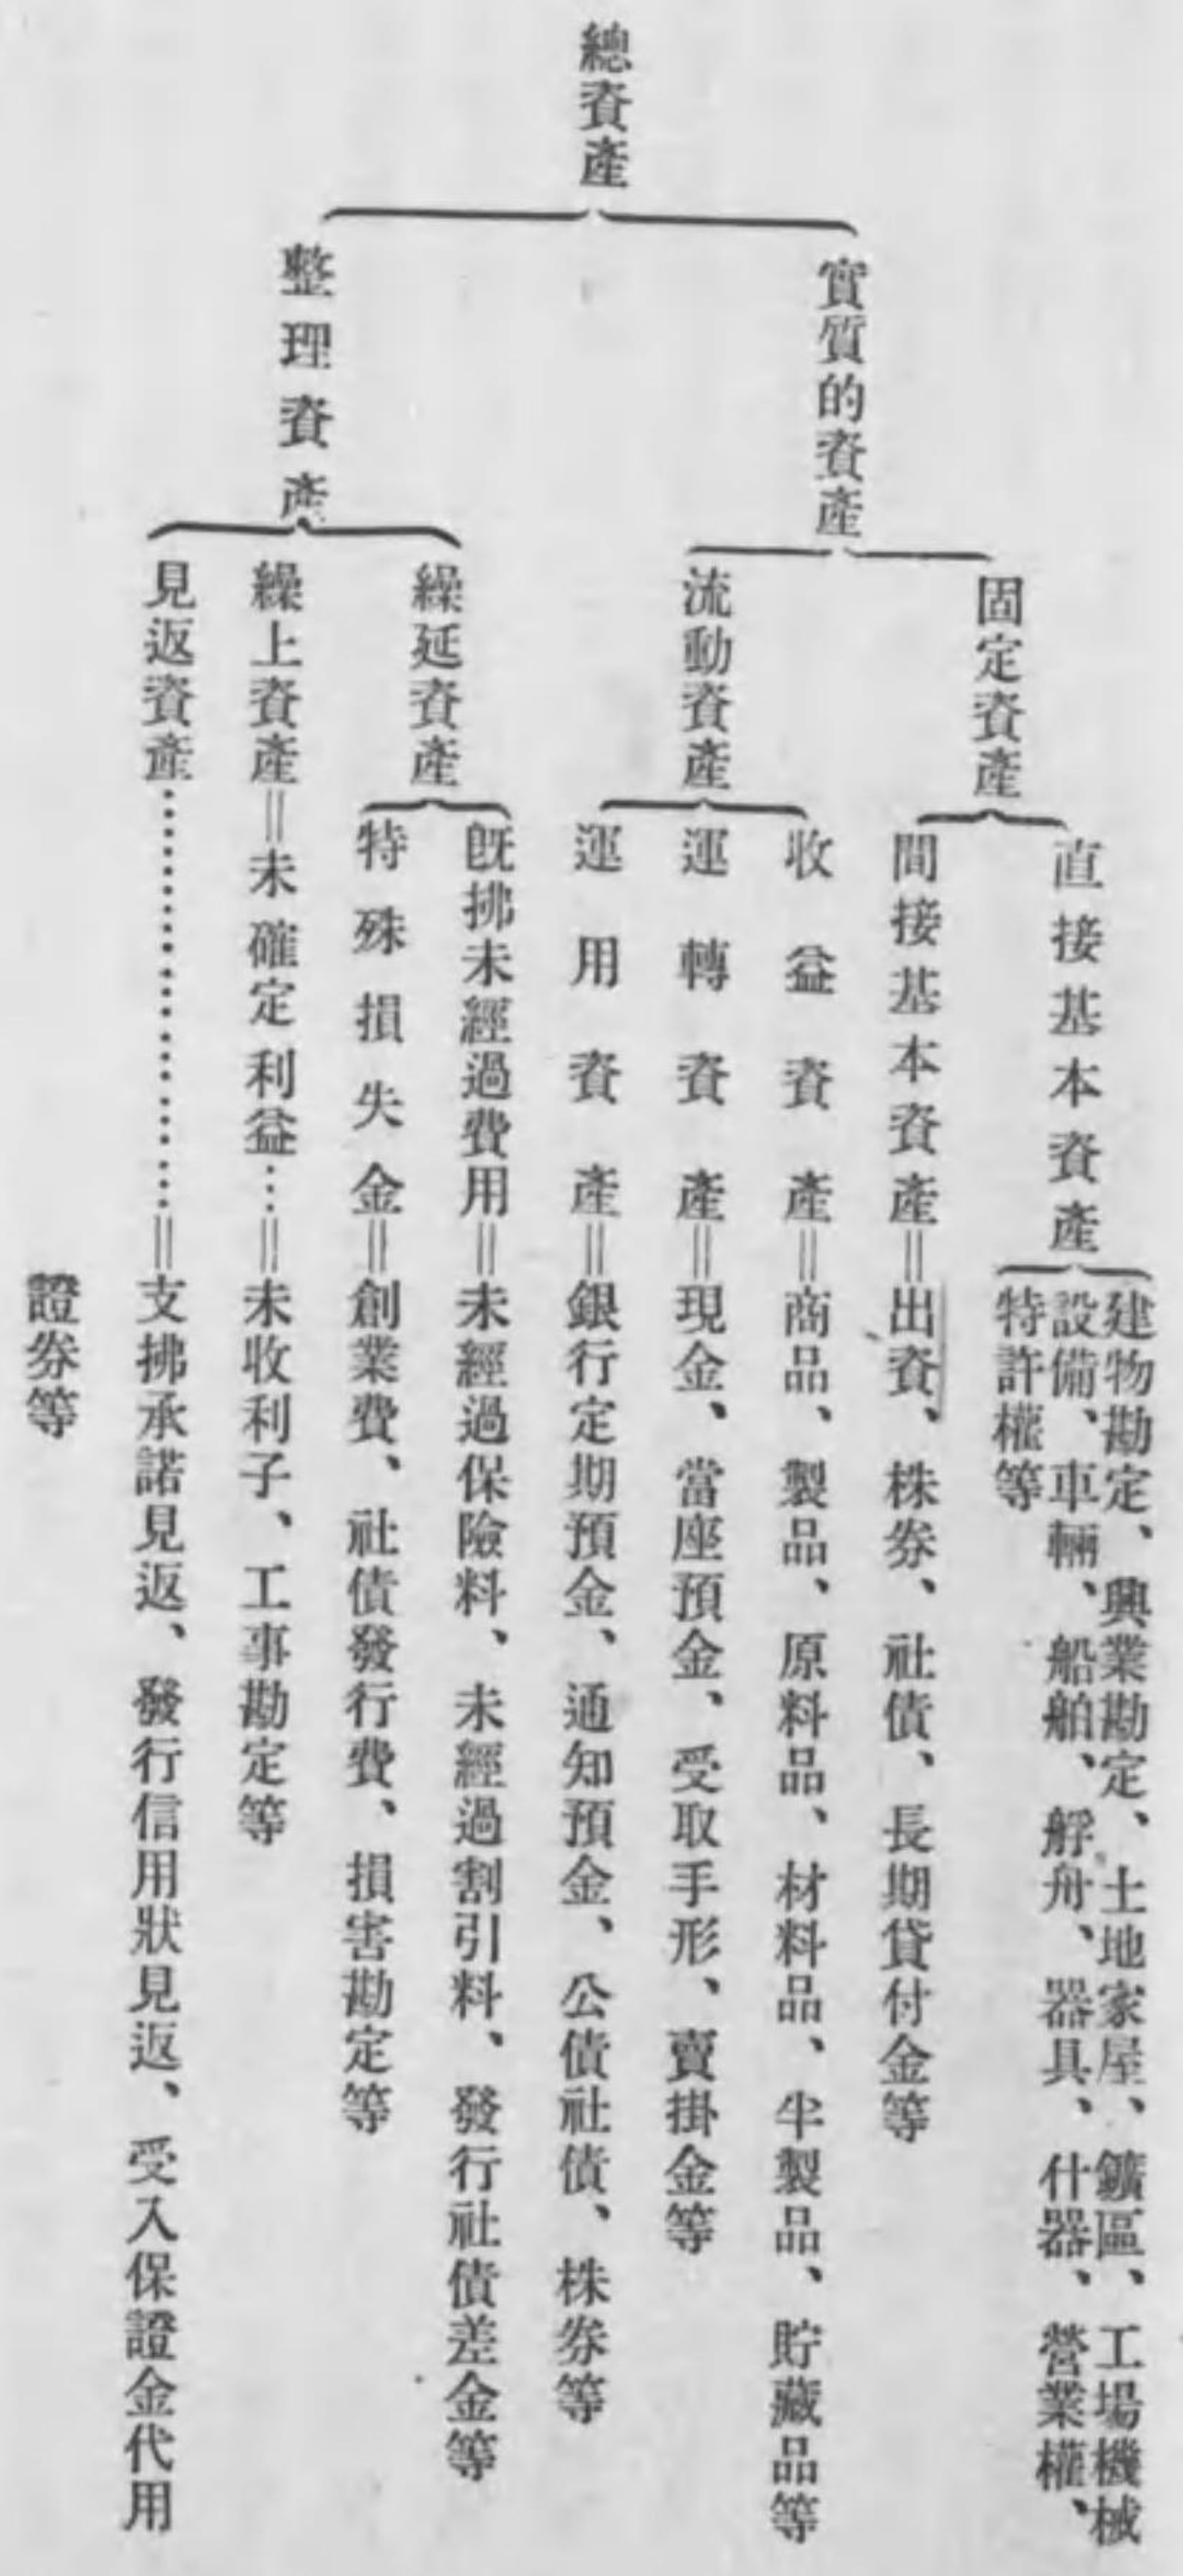 總資產
實質的資產
固定資產
直接基本資產
建物勘定、興業勘定、土地家屋、鑛區、工場機械
設備、車輛、船舶、艀舟、器具、什器、營業權、
特許權等
間接基本資產＝出資、株券、社債、長期貸付金等
流動資產
收益資產＝商品、製品、原料品、材料品、半製品、貯藏品等
運轉資產＝現金、當座預金、受取手形、賣掛金等
運用資產＝銀行定期預金、通知預金、公債社債、株券等
整理資產
繰延資產
既拂未經過費用＝未經過保險料、未經過割引料、發行社債差金等
特殊損失金＝創業費、社債發行費、損害勘定等
繰上資產＝未確定利益…＝未收利子、工事勘定等
見返資產……………………＝支拂承諾見返、發行信用狀見返、受入保證金代用
證券等